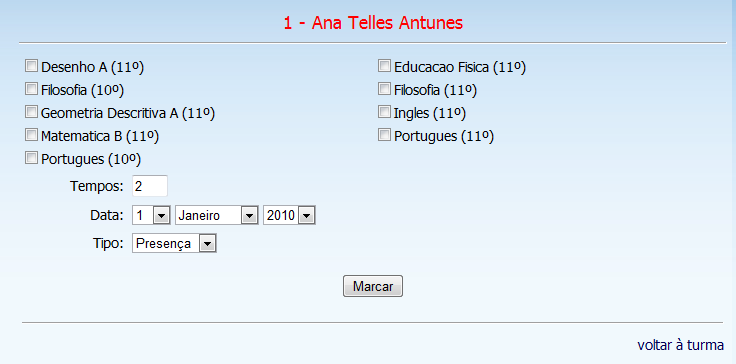 1 - Ana Telles Antunes
Desenho A (11º) Educacao Fisica (11º)
Filosofia (10º) Filosofia (11º)
Geometria Descritiva A (11º) Ingles (11º)
Matematica B (11º) Portugues (11º)
Portugues (10º)
Tempos: 2
Data: 1 Janeiro 2010
Tipo: Presença
Marcar
voltar à turma